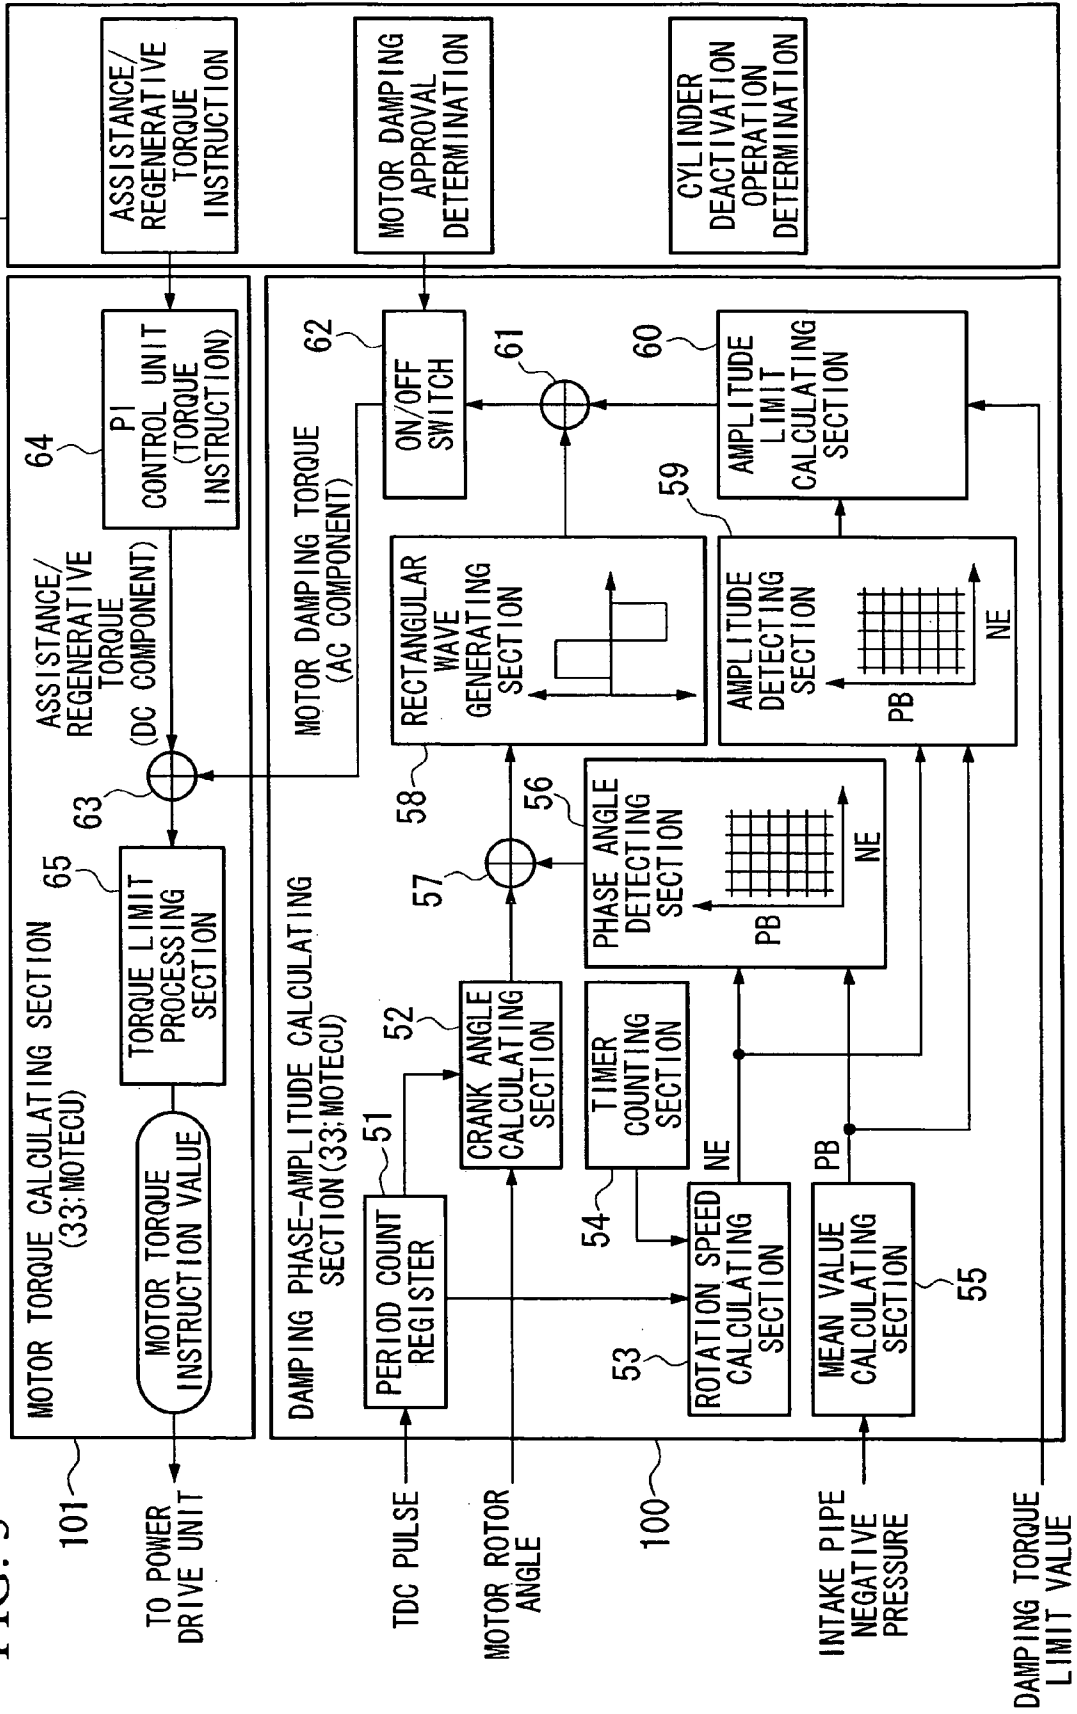 FIG. 5
101
MOTOR TORQUE CALCULATING SECTION
(33;MOTECU)
TO POWER
DRIVE UNIT
MOTOR TORQUE
INSTRUCTION VALUE
65
TORQUE LIMIT
PROCESSING
SECTION
63
ASSISTANCE/
REGENERATIVE
TORQUE
(DC COMPONENT)
64
PI
CONTROL UNIT
(TORQUE
INSTRUCTION)
ASSISTANCE/
REGENERATIVE
TORQUE
INSTRUCTION
DAMPING PHASE-AMPLITUDE CALCULATING
SECTION(33;MOTECU)
MOTOR DAMPING TORQUE
(AC COMPONENT)
62
ON/OFF
SWITCH
MOTOR DAMPING
APPROVAL
DETERMINATION
TDC PULSE
51
PERIOD COUNT
REGISTER
MOTOR ROTOR
ANGLE
52
CRANK ANGLE
CALCULATING
SECTION
57
58
RECTANGULAR
WAVE
GENERATING
SECTION
61
54
TIMER
COUNTING
SECTION
56
PHASE ANGLE
DETECTING
SECTION
PB
NE
53
ROTATION SPEED
CALCULATING
SECTION
NE
59
AMPLITUDE
DETECTING
SECTION
PB
NE
60
AMPLITUDE
LIMIT
CALCULATING
SECTION
CYLINDER
DEACTIVATION
OPERATION
DETERMINATION
100
INTAKE PIPE
NEGATIVE
PRESSURE
MEAN VALUE
CALCULATING
SECTION
55
PB
DAMPING TORQUE
LIMIT VALUE